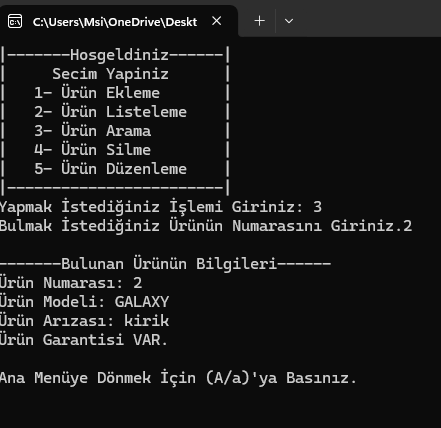 C:\Users\Msi\OneDrive\Deskt
|-------Hosgeldiniz------|
|     Secim Yapiniz      |
|   1- Ürün Ekleme       |
|   2- Ürün Listeleme    |
|   3- Ürün Arama        |
|   4- Ürün Silme        |
|   5- Ürün Düzenleme    |
|------------------------|
Yapmak İstediğiniz İşlemi Giriniz: 3
Bulmak İstediğiniz Ürünün Numarasını Giriniz.2
-------Bulunan Ürünün Bilgileri------
Ürün Numarası: 2
Ürün Modeli: GALAXY
Ürün Arızası: kirik
Ürün Garantisi VAR.
Ana Menüye Dönmek İçin (A/a)'ya Basınız.